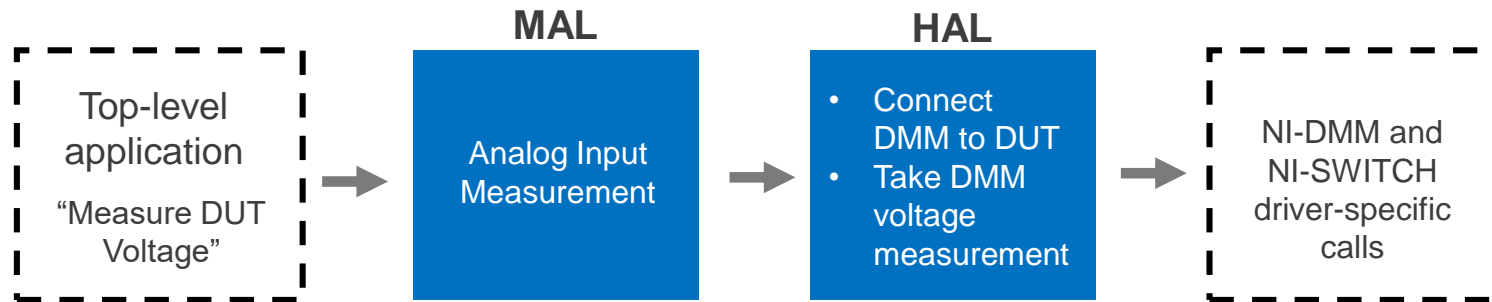 MAL
HAL
Top-level
application
“Measure DUT
Voltage”
Analog Input
Measurement
• Connect
DMM to DUT
• Take DMM
voltage
measurement
NI-DMM and
NI-SWITCH
driver-specific
calls